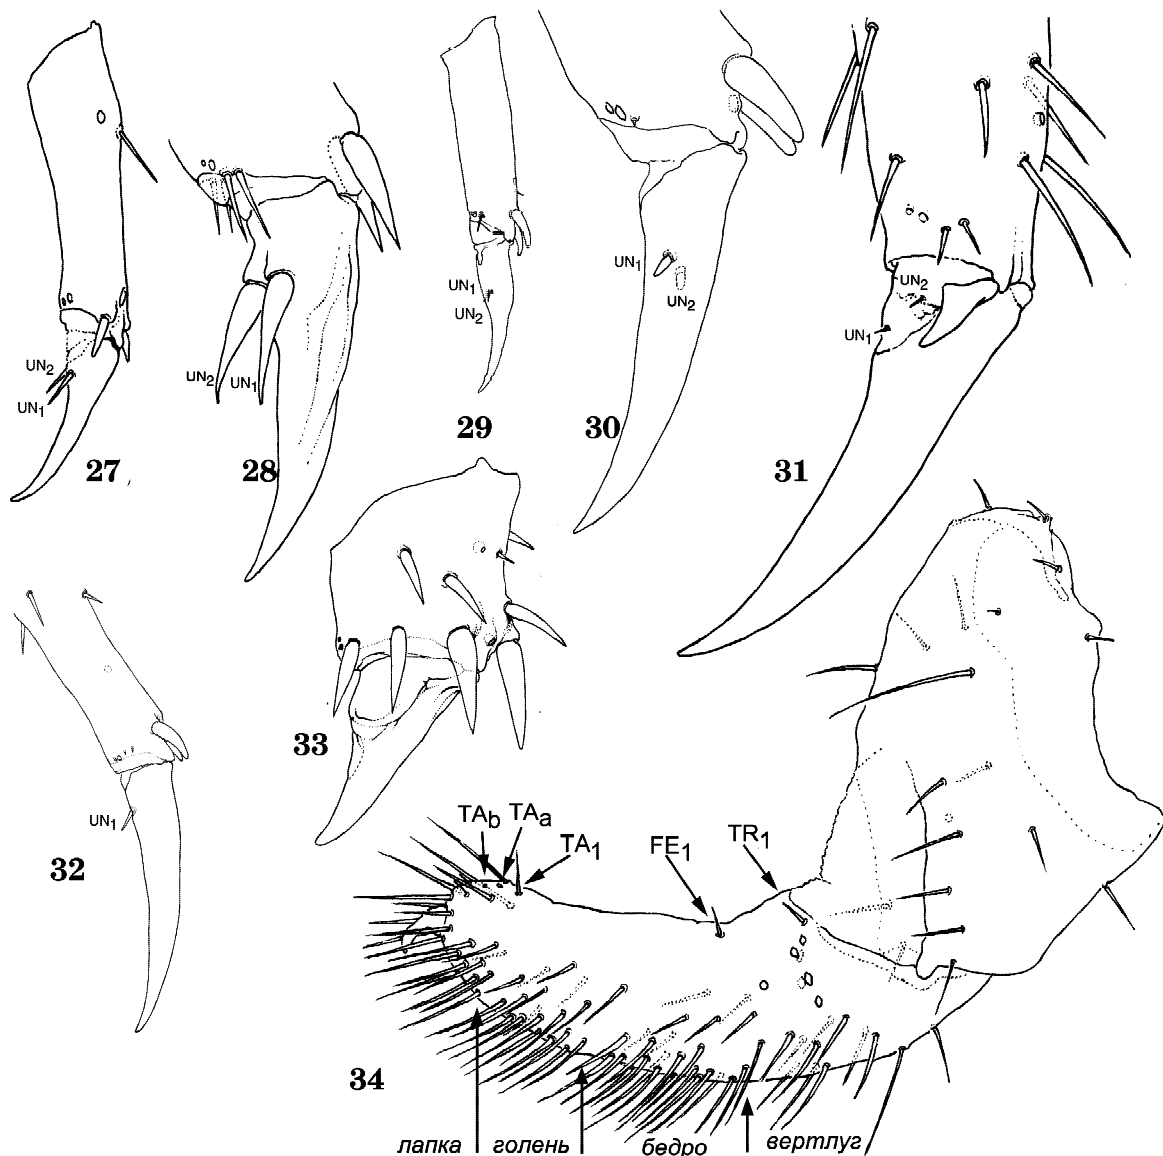 29
30
31
UN1
UN2
UN1
UN2
UN2
UN1
UN2
UN1
UN2
UN1
27
28
33
UN1
32
TAb TAa
TA1
FE1
TR1
34
лапка голень бедро вертлуг